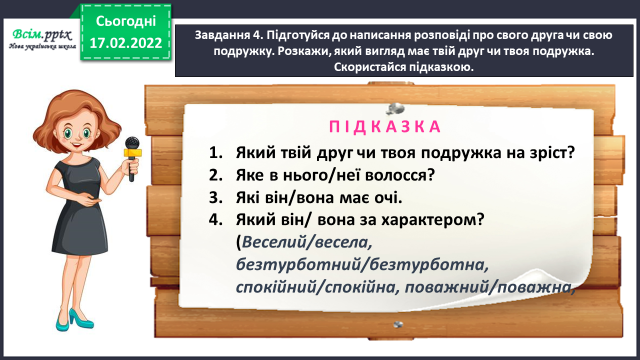 Всім.pptx
Нова українська школа
Сьогодні
17.02.2022
Завдання 4. Підготуйся до написання розповіді про свого друга чи свою
подружку. Розкажи, який вигляд має твій друг чи твоя подружка.
Скористайся підказкою.
П І Д К А З К А
1. Який твій друг чи твоя подружка на зріст?
2. Яке в нього/неї волосся?
3. Які він/вона має очі.
4. Який він/ вона за характером?
(Веселий/весела,
безтурботний/безтурботна,
спокійний/спокійна, поважний/поважна,